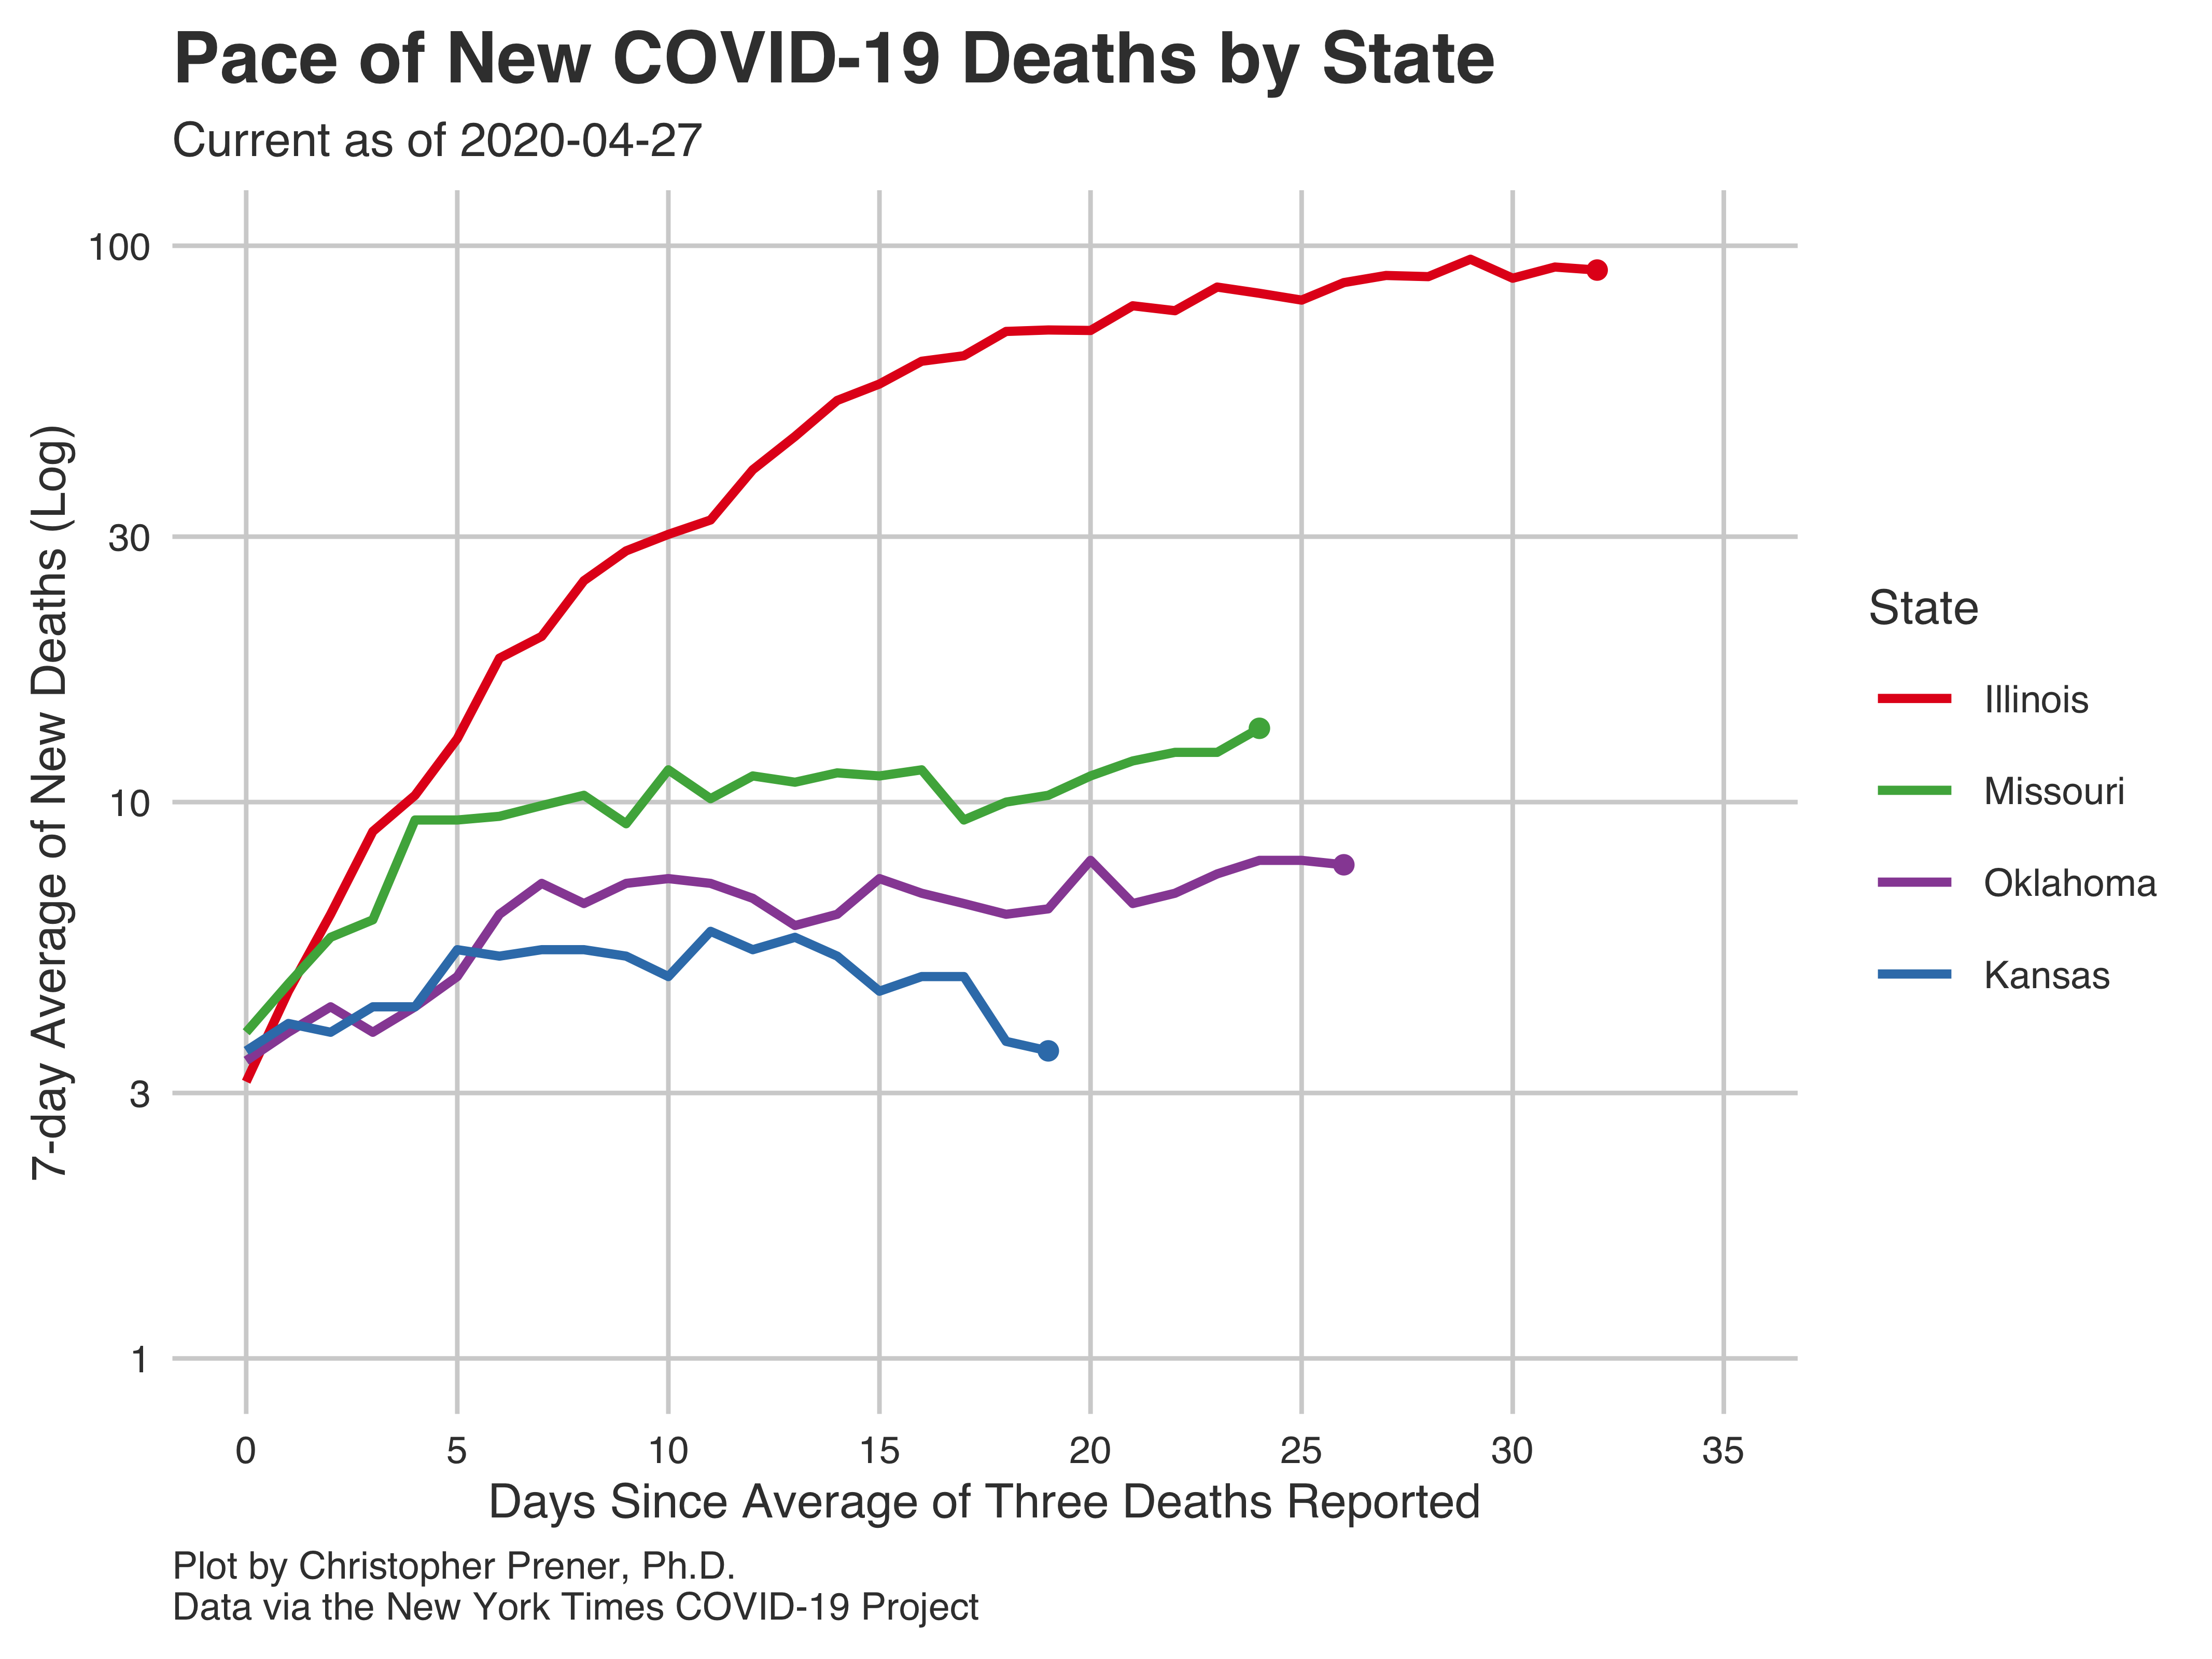 Pace of New COVID-19 Deaths by State
Current as of 2020-04-27
7-day Average of New Deaths (Log)
100
30
10
3
1
0 5 10 15 20 25 30 35
Days Since Average of Three Deaths Reported
State
Illinois
Missouri
Oklahoma
Kansas
Plot by Christopher Prener, Ph.D.
Data via the New York Times COVID-19 Project